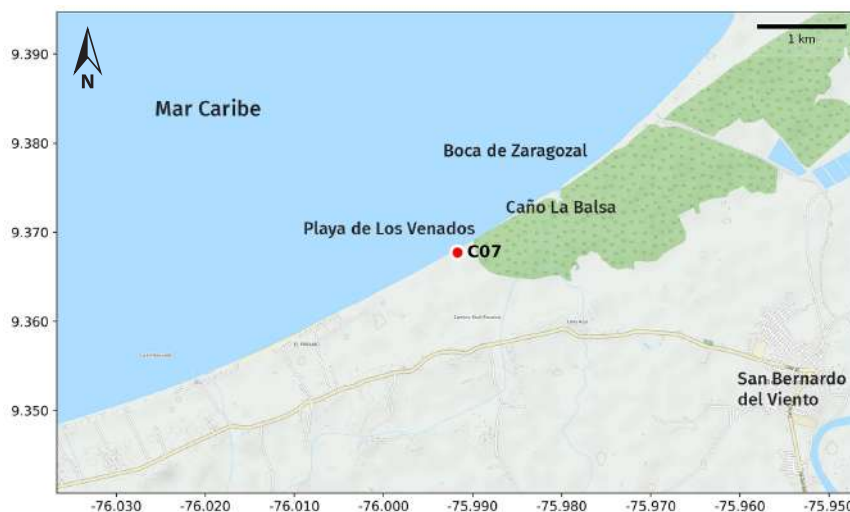 9.390
1 km
N
Mar Caribe
9.380
Boca de Zaragozal
9.370
Caño La Balsa
Playa de Los Venados
C07
9.360
San Bernardo
del Viento
9.350
-76.030 -76.020 -76.010 -76.000 -75.990 -75.980 -75.970 -75.960 -75.950